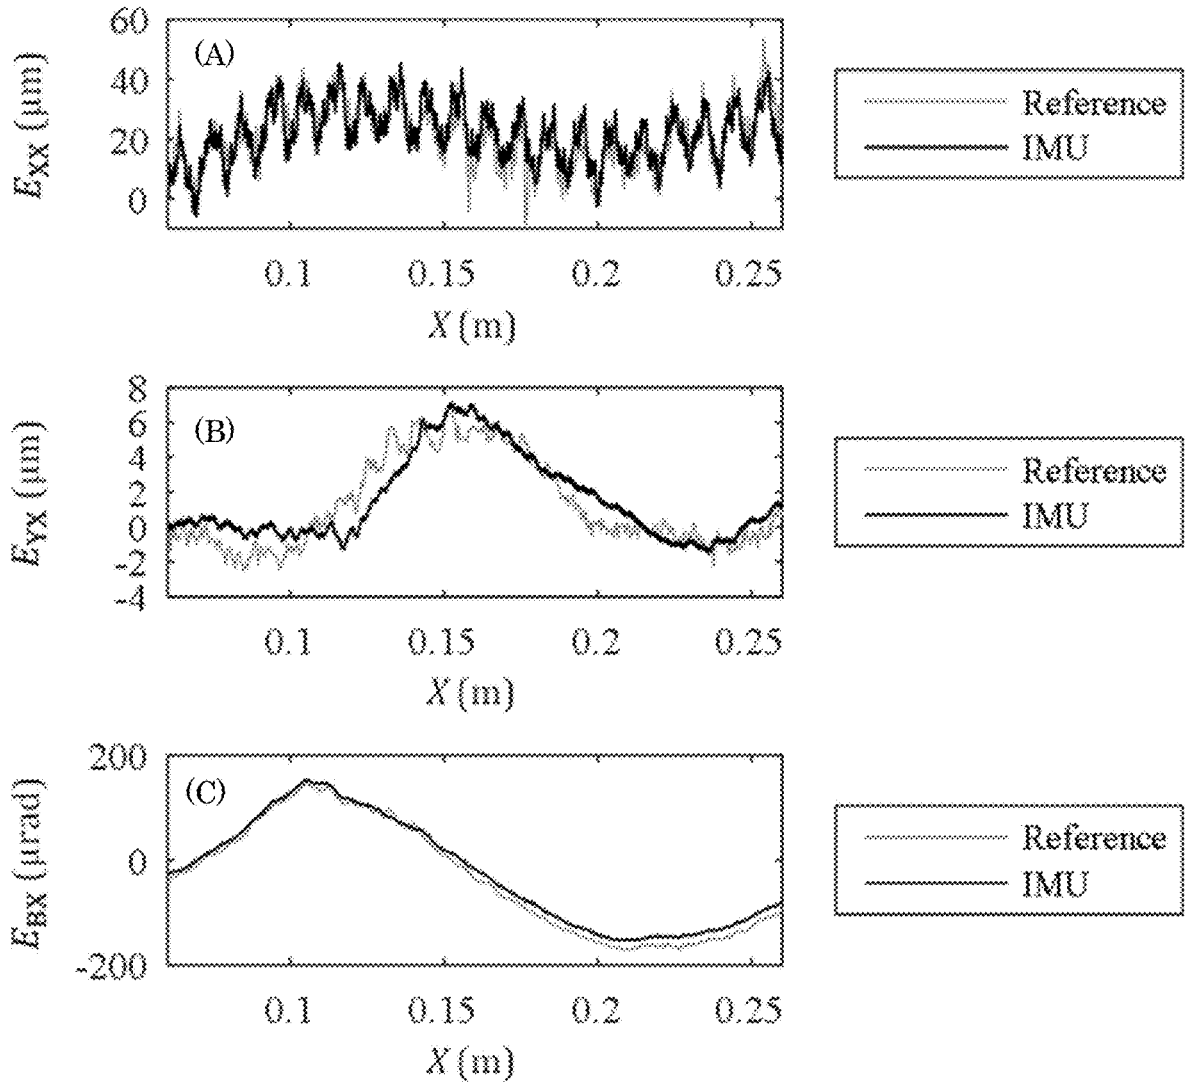 60
40
20
0
E_XX (μm)
(A)
0.1 0.15 0.2 0.25
X (m)
Reference
IMU
8
6
4
2
0
-2
-4
E_YX (μm)
(B)
0.1 0.15 0.2 0.25
X (m)
Reference
IMU
200
0
-200
E_BX (μrad)
(C)
0.1 0.15 0.2 0.25
X (m)
Reference
IMU